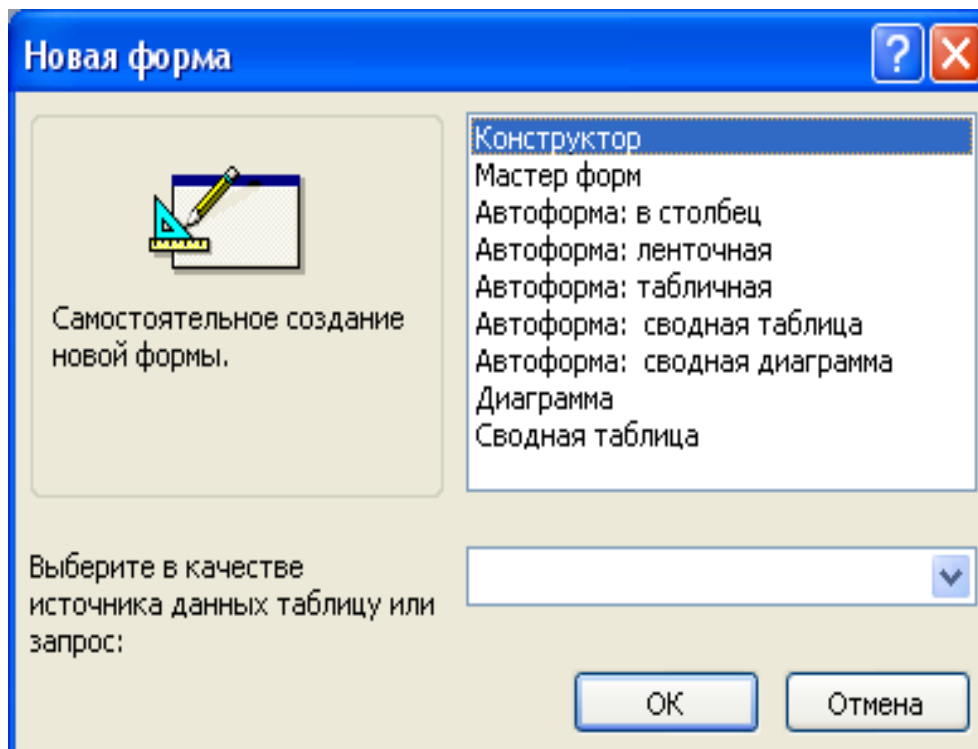 Новая форма
Конструктор
Мастер форм
Автоформа: в столбец
Автоформа: ленточная
Автоформа: табличная
Автоформа:  сводная таблица
Автоформа:  сводная диаграмма
Диаграмма
Сводная таблица
Самостоятельное создание
новой формы.
Выберите в качестве
источника данных таблицу или
запрос:
ОК
Отмена